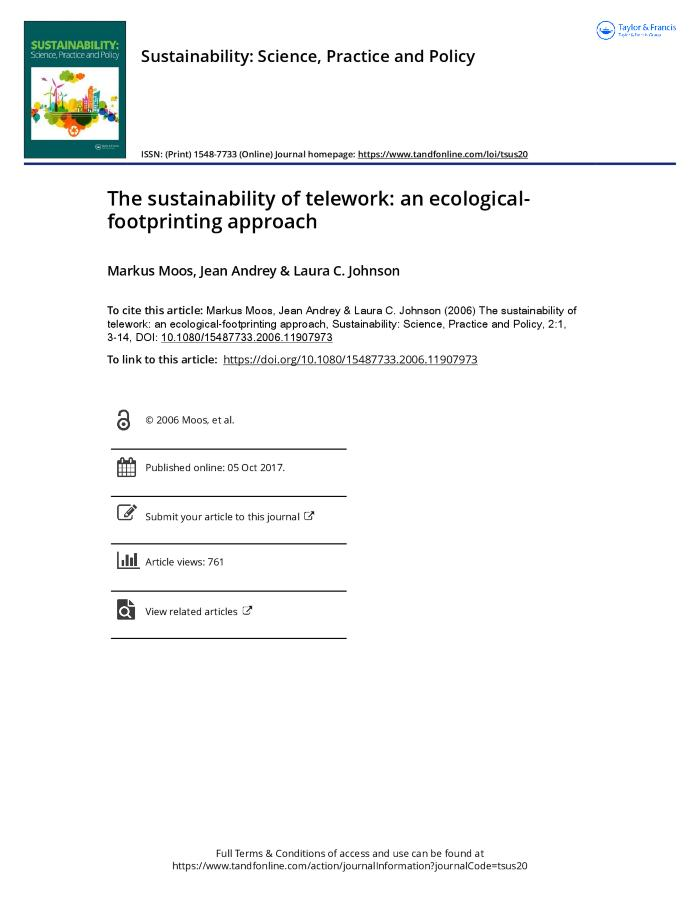 SUSTAINABILITY:
Science, Practice and Policy
Taylor & Francis
Taylor & Francis Group
Sustainability: Science, Practice and Policy
ISSN: (Print) 1548-7733 (Online) Journal homepage: https://www.tandfonline.com/loi/tsus20
The sustainability of telework: an ecological-
footprinting approach
Markus Moos, Jean Andrey & Laura C. Johnson
To cite this article: Markus Moos, Jean Andrey & Laura C. Johnson (2006) The sustainability of
telework: an ecological-footprinting approach, Sustainability: Science, Practice and Policy, 2:1,
3-14, DOI: 10.1080/15487733.2006.11907973
To link to this article: https://doi.org/10.1080/15487733.2006.11907973
© 2006 Moos, et al.
Published online: 05 Oct 2017.
Submit your article to this journal
Article views: 761
View related articles
Full Terms & Conditions of access and use can be found at
https://www.tandfonline.com/action/journalInformation?journalCode=tsus20